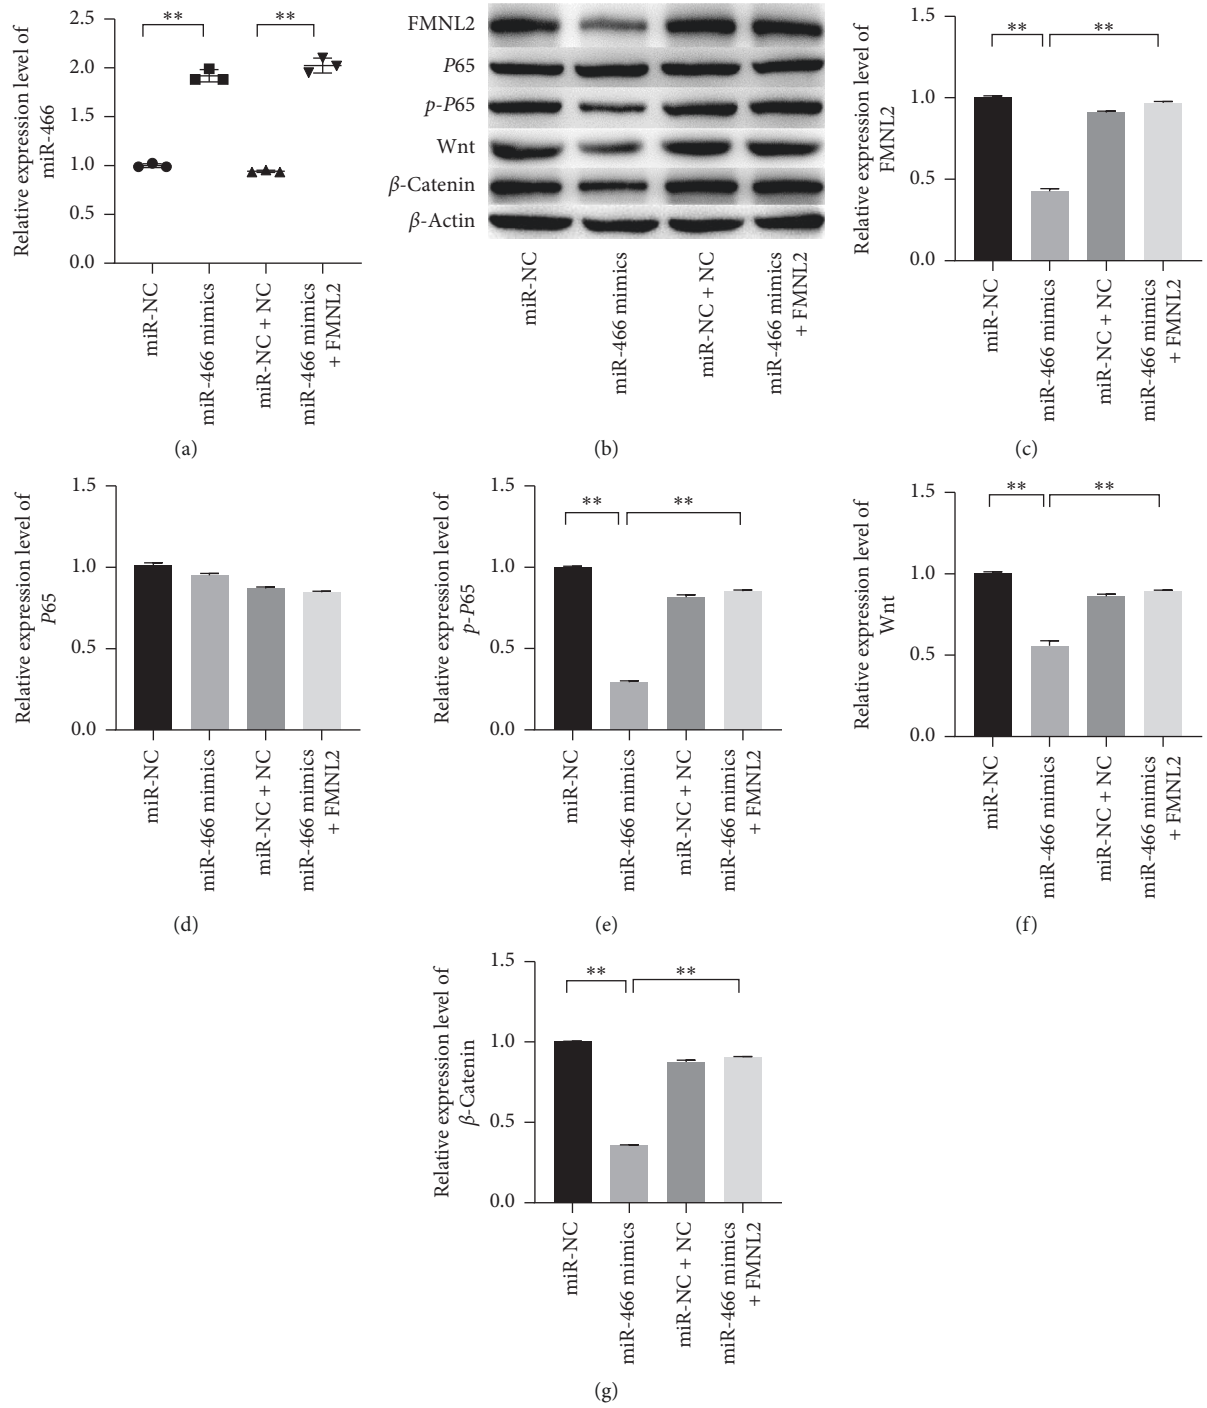 Relative expression level of
miR-466
2.5
2.0
1.5
1.0
0.5
0.0
**
**
miR-NC
miR-466 mimics
miR-NC + NC
miR-466 mimics
+ FMNL2
(a)
FMNL2
P65
p-P65
Wnt
β-Catenin
β-Actin
miR-NC
miR-466 mimics
miR-NC + NC
miR-466 mimics
+ FMNL2
(b)
Relative expression level of
FMNL2
1.5
1.0
0.5
0.0
**
**
miR-NC
miR-466 mimics
miR-NC + NC
miR-466 mimics
+ FMNL2
(c)
Relative expression level of
P65
1.5
1.0
0.5
0.0
miR-NC
miR-466 mimics
miR-NC + NC
miR-466 mimics
+ FMNL2
(d)
Relative expression level of
p-P65
1.5
1.0
0.5
0.0
**
**
miR-NC
miR-466 mimics
miR-NC + NC
miR-466 mimics
+ FMNL2
(e)
Relative expression level of
Wnt
1.5
1.0
0.5
0.0
**
**
miR-NC
miR-466 mimics
miR-NC + NC
miR-466 mimics
+ FMNL2
(f)
Relative expression level of
β-Catenin
1.5
1.0
0.5
0.0
**
**
miR-NC
miR-466 mimics
miR-NC + NC
miR-466 mimics
+ FMNL2
(g)